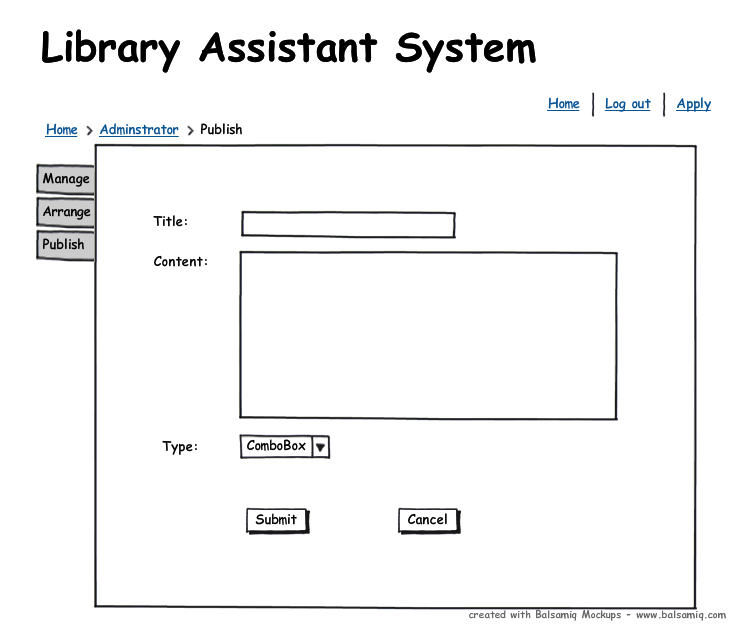 Library Assistant System
Home | Log out | Apply
Home > Adminstrator > Publish
Manage
Arrange
Publish
Title:
Content:
Type: ComboBox
Submit Cancel
created with Balsamiq Mockups - www.balsamiq.com